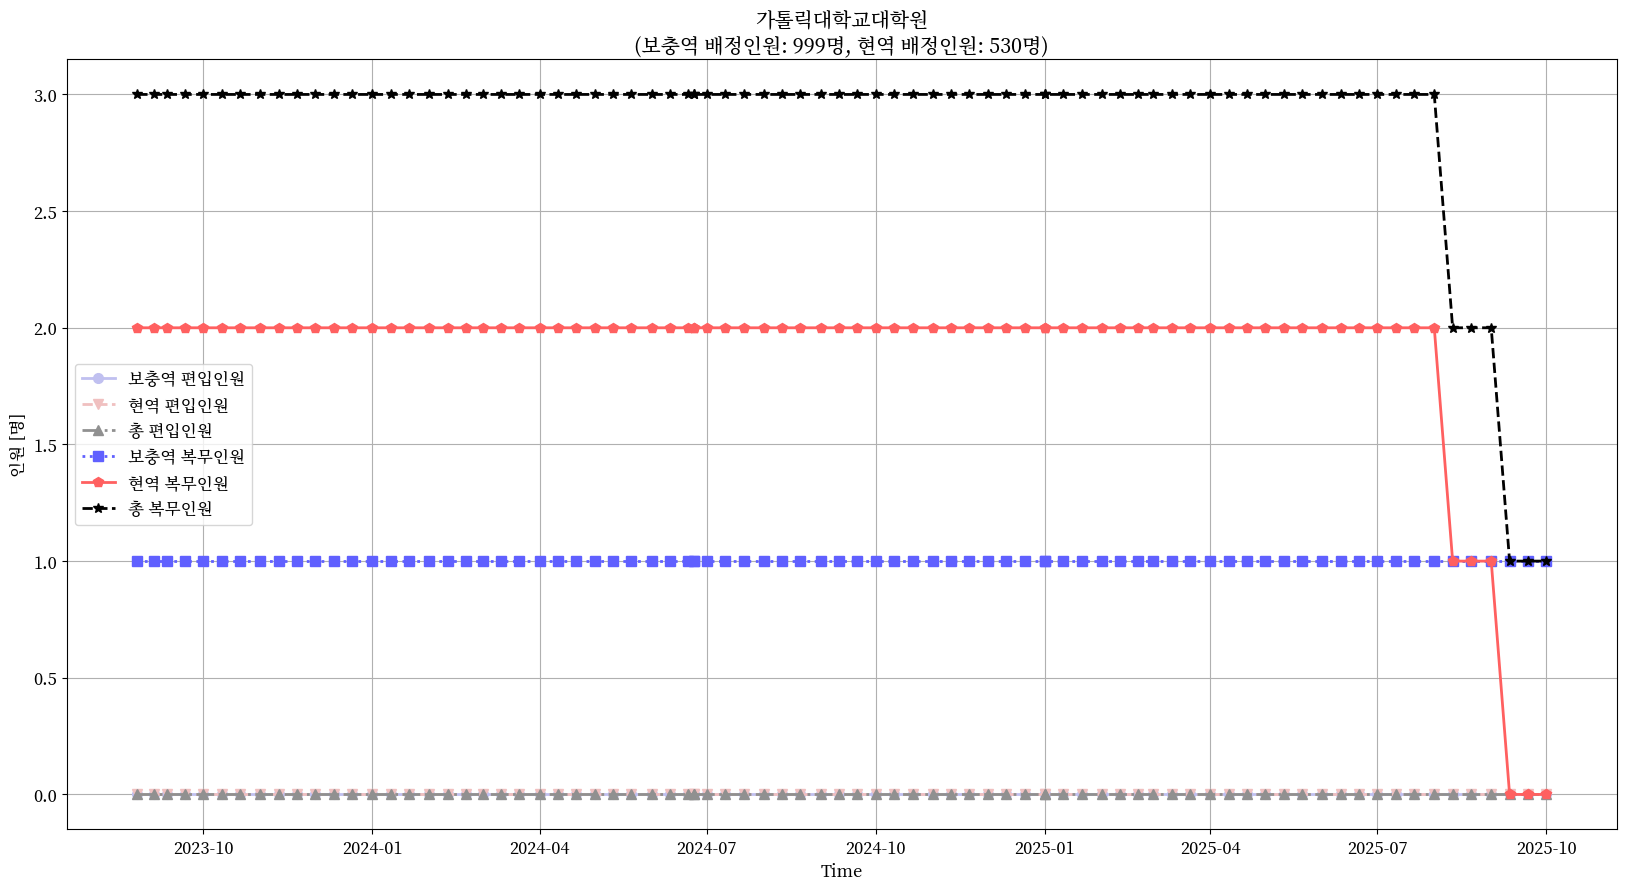 가톨릭대학교대학원
(보충역 배정인원: 999명, 현역 배정인원: 530명)
3.0
2.5
2.0
1.5
1.0
0.5
0.0
인원 [명]
보충역 편입인원
현역 편입인원
총 편입인원
보충역 복무인원
현역 복무인원
총 복무인원
2023-10
2024-01
2024-04
2024-07
2024-10
2025-01
2025-04
2025-07
2025-10
Time